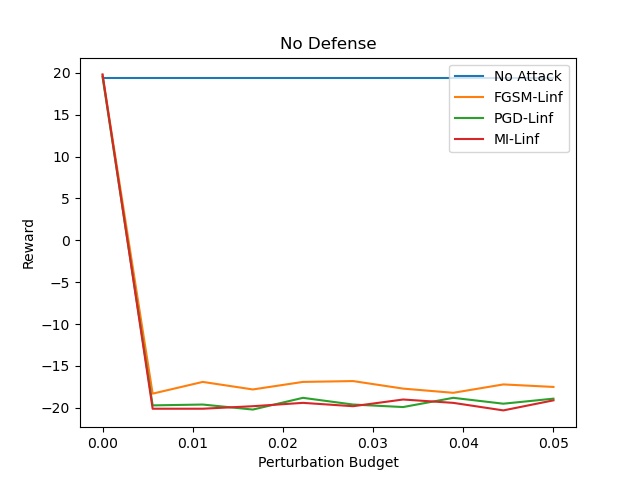 No Defense
No Attack
FGSM-Linf
PGD-Linf
MI-Linf
Reward
20
15
10
5
0
−5
−10
−15
−20
0.00 0.01 0.02 0.03 0.04 0.05
Perturbation Budget